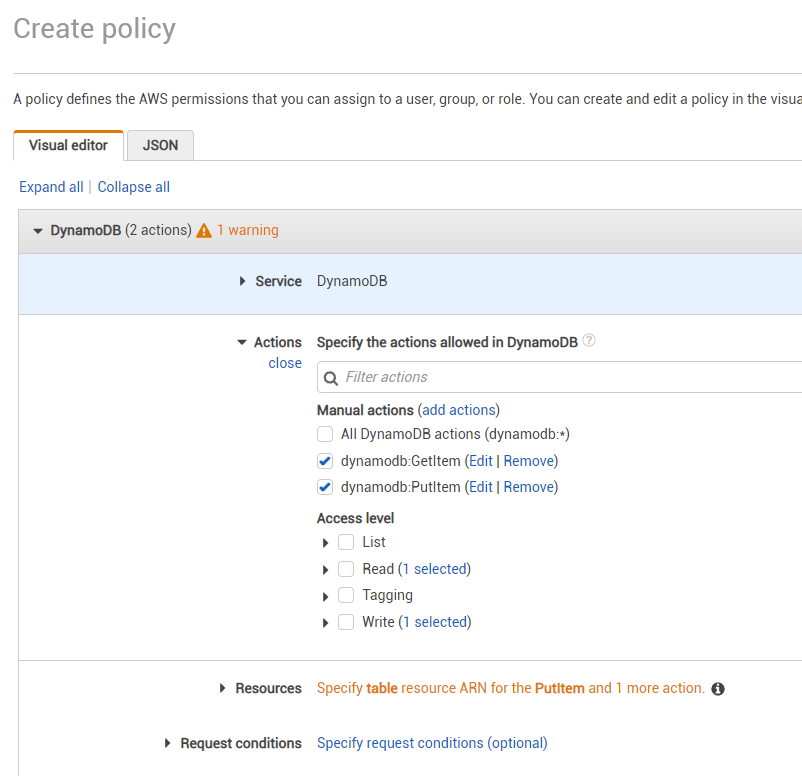 Create policy
A policy defines the AWS permissions that you can assign to a user, group, or role. You can create and edit a policy in the visua
Visual editor JSON
Expand all | Collapse all
DynamoDB (2 actions) 1 warning
Service DynamoDB
Actions Specify the actions allowed in DynamoDB ?
close
Filter actions
Manual actions (add actions)
All DynamoDB actions (dynamodb:*)
dynamodb:GetItem (Edit | Remove)
dynamodb:PutItem (Edit | Remove)
Access level
List
Read (1 selected)
Tagging
Write (1 selected)
Resources Specify table resource ARN for the PutItem and 1 more action.
Request conditions Specify request conditions (optional)